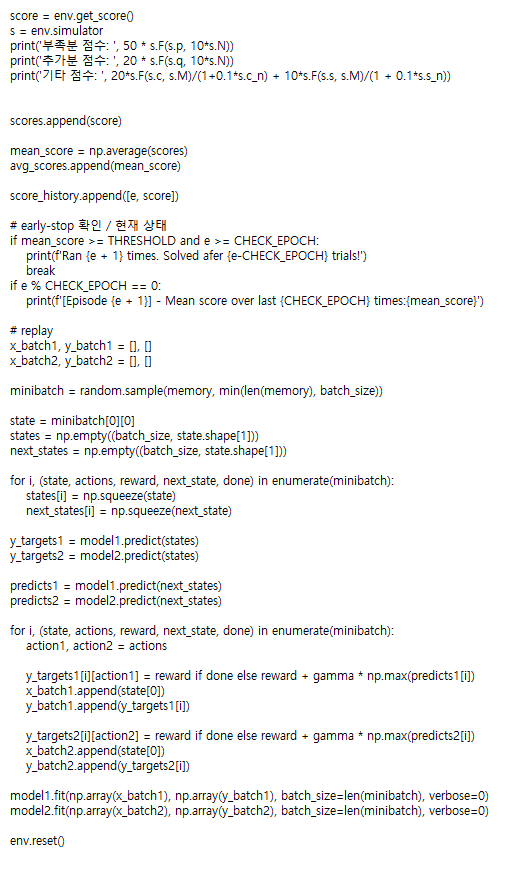 score = env.get_score()
s = env.simulator
print('부족분 점수: ', 50 * s.F(s.p, 10*s.N))
print('추가분 점수: ', 20 * s.F(s.q, 10*s.N))
print('기타 점수: ', 20*s.F(s.c, s.M)/(1+0.1*s.c_n) + 10*s.F(s.s, s.M)/(1 + 0.1*s.s_n))
scores.append(score)
mean_score = np.average(scores)
avg_scores.append(mean_score)
score_history.append([e, score])
# early-stop 확인 / 현재 상태
if mean_score >= THRESHOLD and e >= CHECK_EPOCH:
print(f'Ran {e + 1} times. Solved afer {e-CHECK_EPOCH} trials!')
break
if e % CHECK_EPOCH == 0:
print(f'[Episode {e + 1}] - Mean score over last {CHECK_EPOCH} times:{mean_score}')
# replay
x_batch1, y_batch1 = [], []
x_batch2, y_batch2 = [], []
minibatch = random.sample(memory, min(len(memory), batch_size))
state = minibatch[0][0]
states = np.empty((batch_size, state.shape[1]))
next_states = np.empty((batch_size, state.shape[1]))
for i, (state, actions, reward, next_state, done) in enumerate(minibatch):
states[i] = np.squeeze(state)
next_states[i] = np.squeeze(next_state)
y_targets1 = model1.predict(states)
y_targets2 = model2.predict(states)
predicts1 = model1.predict(next_states)
predicts2 = model2.predict(next_states)
for i, (state, actions, reward, next_state, done) in enumerate(minibatch):
action1, action2 = actions
y_targets1[i][action1] = reward if done else reward + gamma * np.max(predicts1[i])
x_batch1.append(state[0])
y_batch1.append(y_targets1[i])
y_targets2[i][action2] = reward if done else reward + gamma * np.max(predicts2[i])
x_batch2.append(state[0])
y_batch2.append(y_targets2[i])
model1.fit(np.array(x_batch1), np.array(y_batch1), batch_size=len(minibatch), verbose=0)
model2.fit(np.array(x_batch2), np.array(y_batch2), batch_size=len(minibatch), verbose=0)
env.reset()